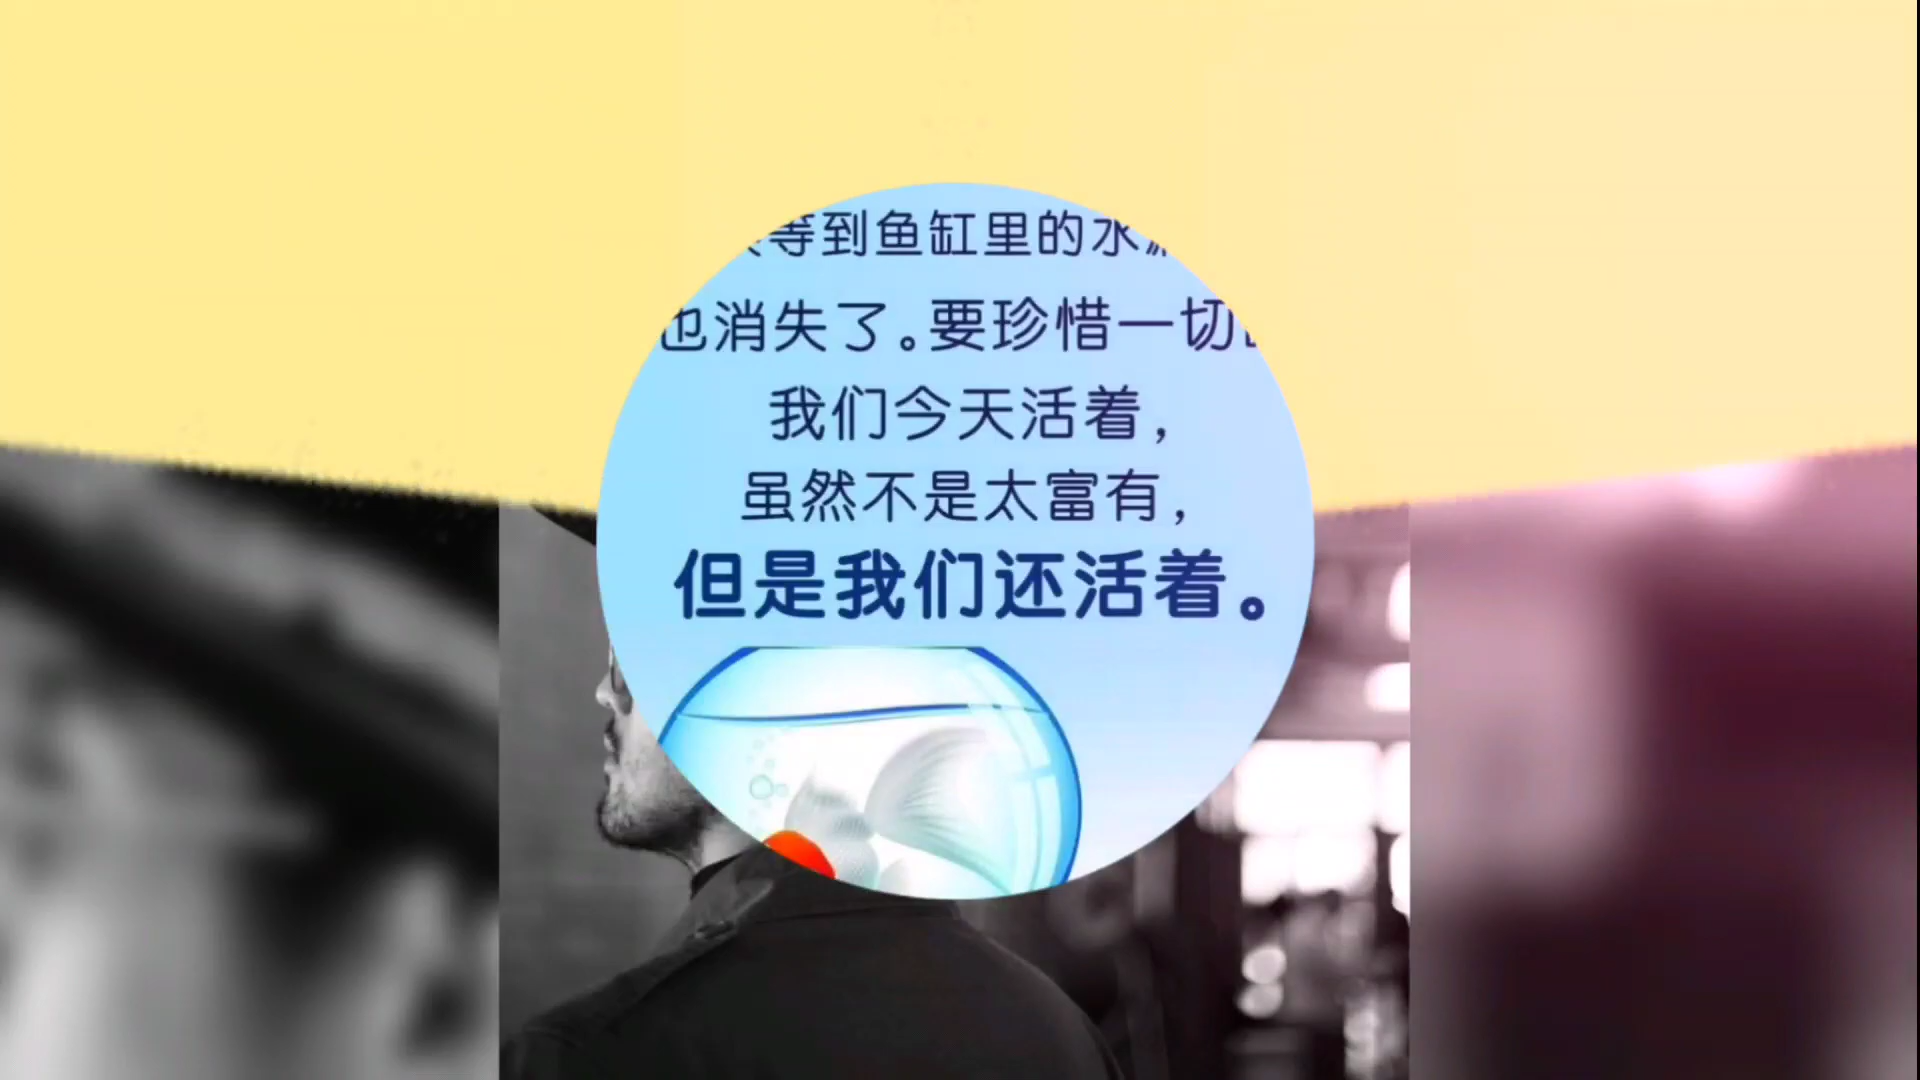 等到鱼缸里的水
也消失了。要珍惜一切
我们今天活着，
虽然不是太富有，
但是我们还活着。